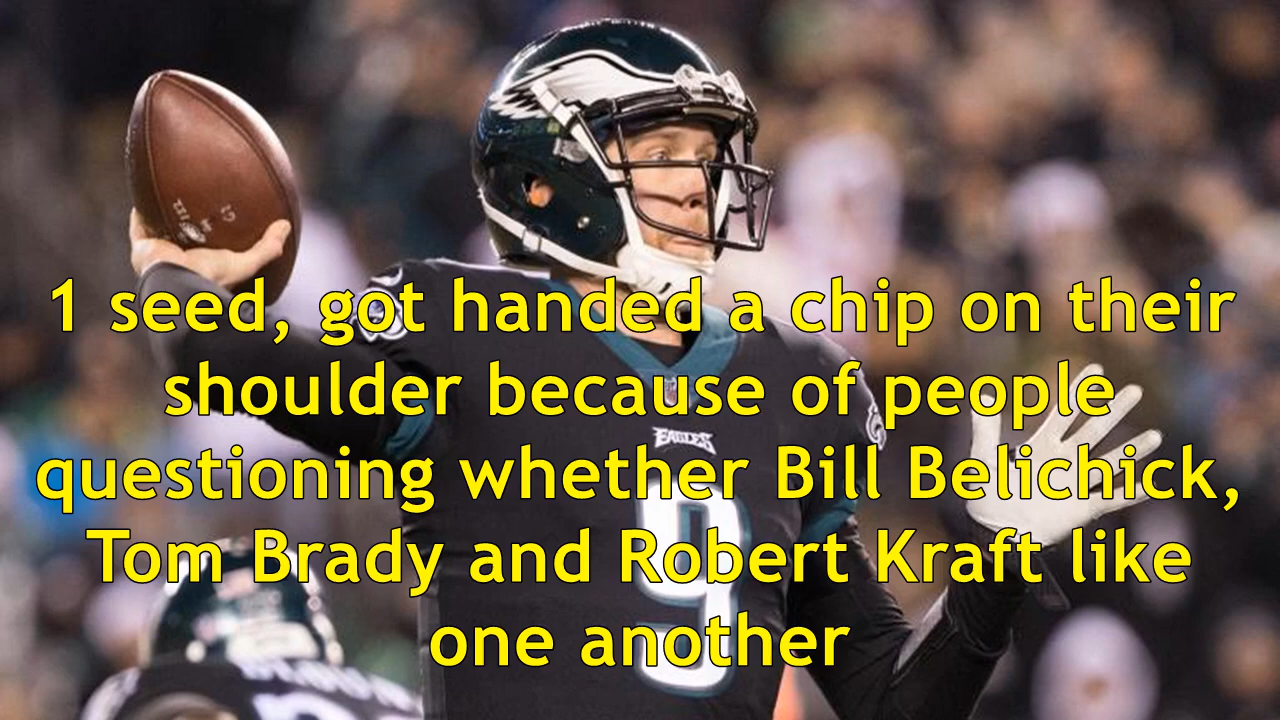 EAGLES
1 seed, got handed a chip on their
shoulder because of people
questioning whether Bill Belichick,
Tom Brady and Robert Kraft like
one another
9